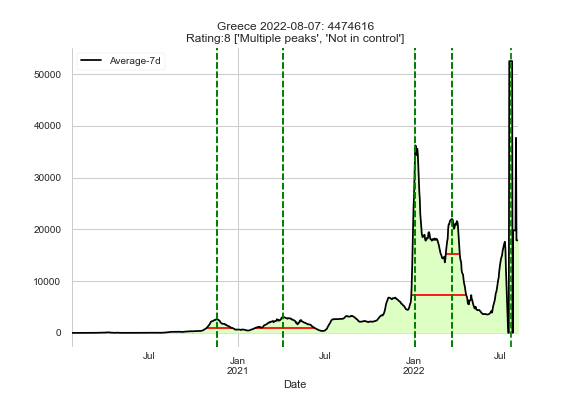 Greece 2022-08-07: 4474616
Rating:8 ['Multiple peaks', 'Not in control']
Average-7d
50000
40000
30000
20000
10000
0
Jul
Jan
2021
Jul
Jan
2022
Jul
Date